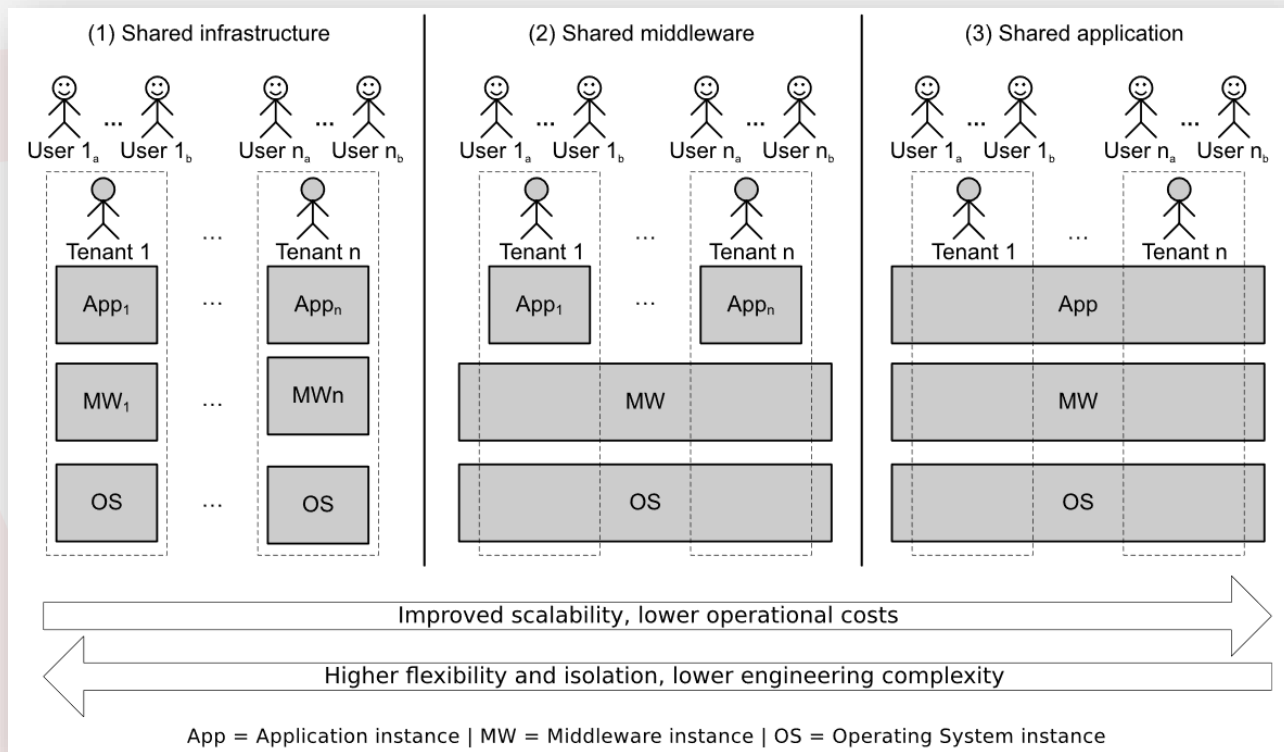 (1) Shared infrastructure
(2) Shared middleware
(3) Shared application
... ... ... ... ... ...
User 1a User 1b User na User nb User 1a User 1b User na User nb User 1a User 1b User na User nb
... ... ...
Tenant 1 Tenant n Tenant 1 Tenant n Tenant 1 Tenant n
App1 ... Appn App1 ... Appn App
MW1 ... MWn MW MW
OS ... OS OS OS
Improved scalability, lower operational costs
Higher flexibility and isolation, lower engineering complexity
App = Application instance | MW = Middleware instance | OS = Operating System instance